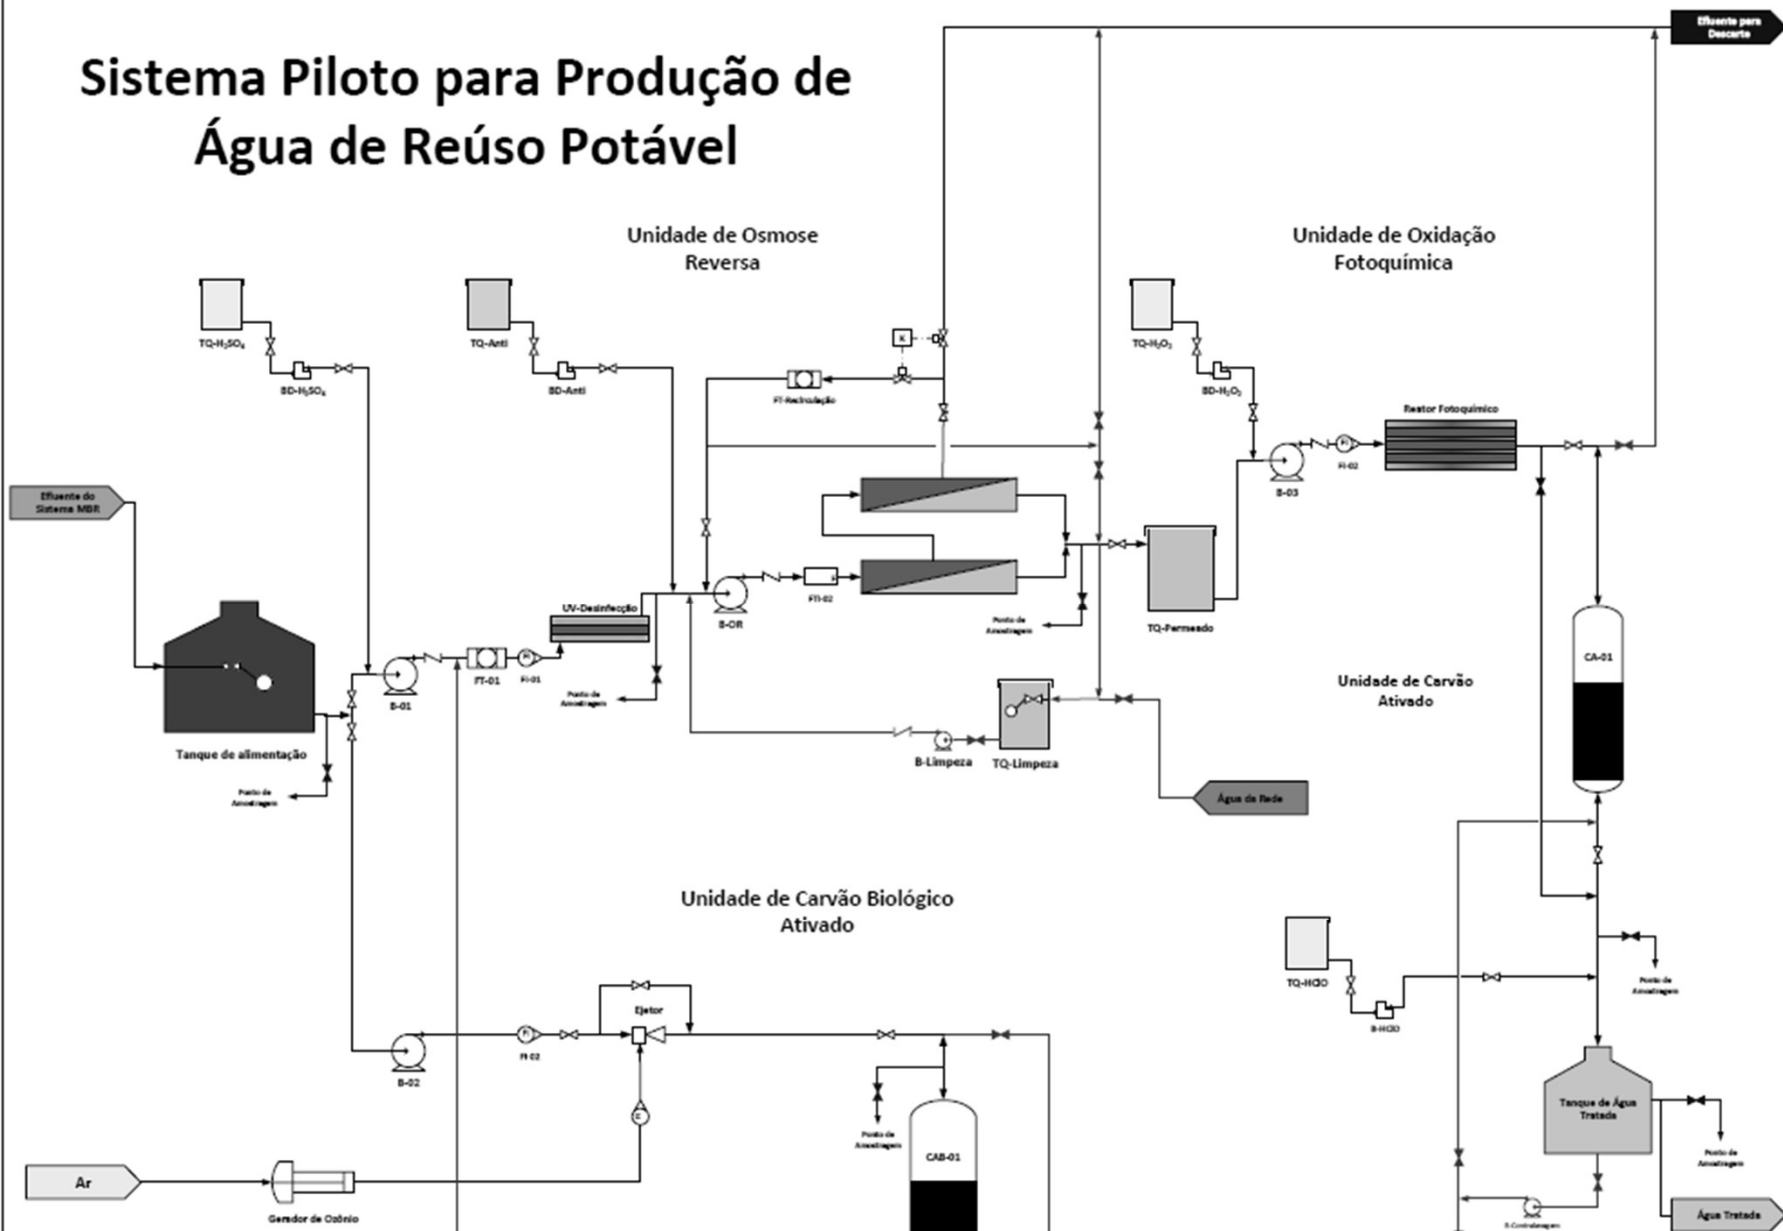 Sistema Piloto para Produção de
Água de Reúso Potável
Efluente para
Descarte
Unidade de Osmose
Reversa
Unidade de Oxidação
Fotoquímica
TQ-H₂SO₄
BD-H₂SO₄
TQ-Anti
BD-Anti
FT-Recirculação
TQ-H₂O₂
BD-H₂O₂
Reator Fotoquímico
FI-02
B-03
Efluente do
Sistema MBR
Tanque de alimentação
Ponto de
Amostragem
B-01
FT-01
FI-01
UV-Desinfecção
Ponto de
Amostragem
B-OR
FTI-02
Ponto de
Amostragem
TQ-Permeado
B-Limpeza
TQ-Limpeza
Água da Rede
Unidade de Carvão
Ativado
CA-01
Unidade de Carvão Biológico
Ativado
Ejetor
B-02
FI-02
Ponto de
Amostragem
CAB-01
Ar
Gerador de Ozônio
TQ-HClO
B-HClO
Ponto de
Amostragem
Tanque de Água
Tratada
Ponto de
Amostragem
Água Tratada